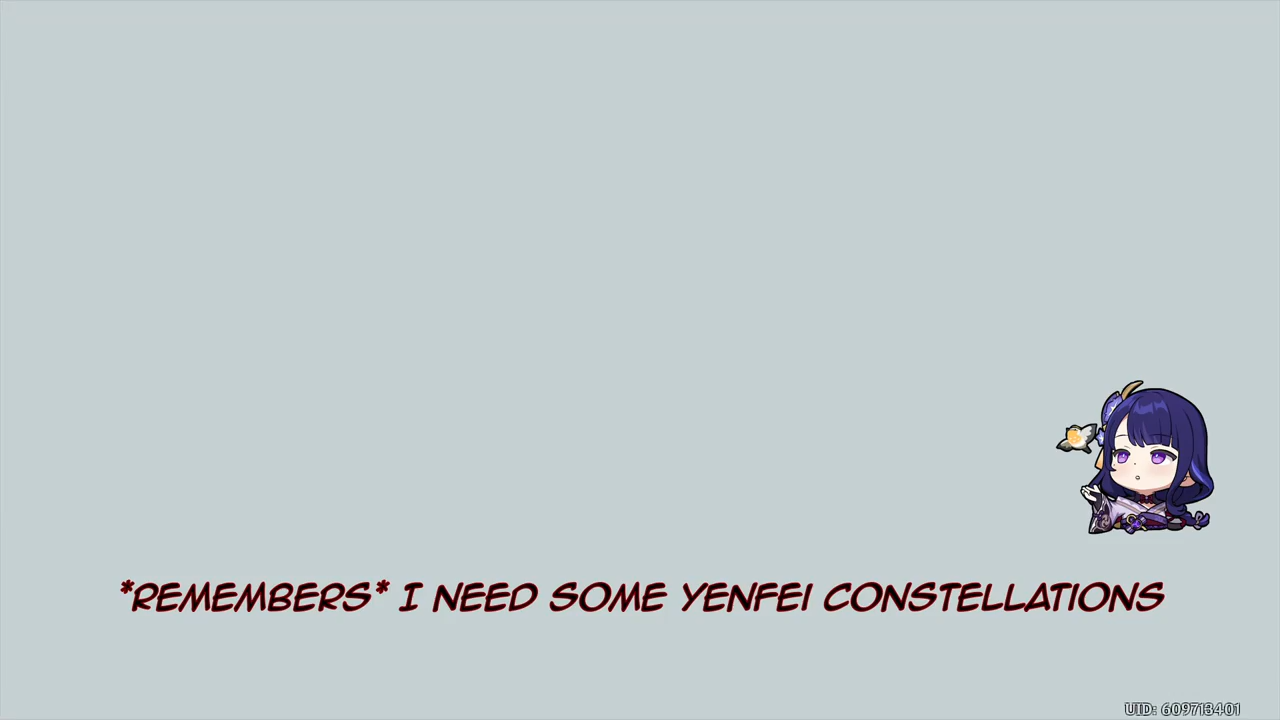 *REMEMBERS* I NEED SOME YENFEI CONSTELLATIONS
UID: 609713401